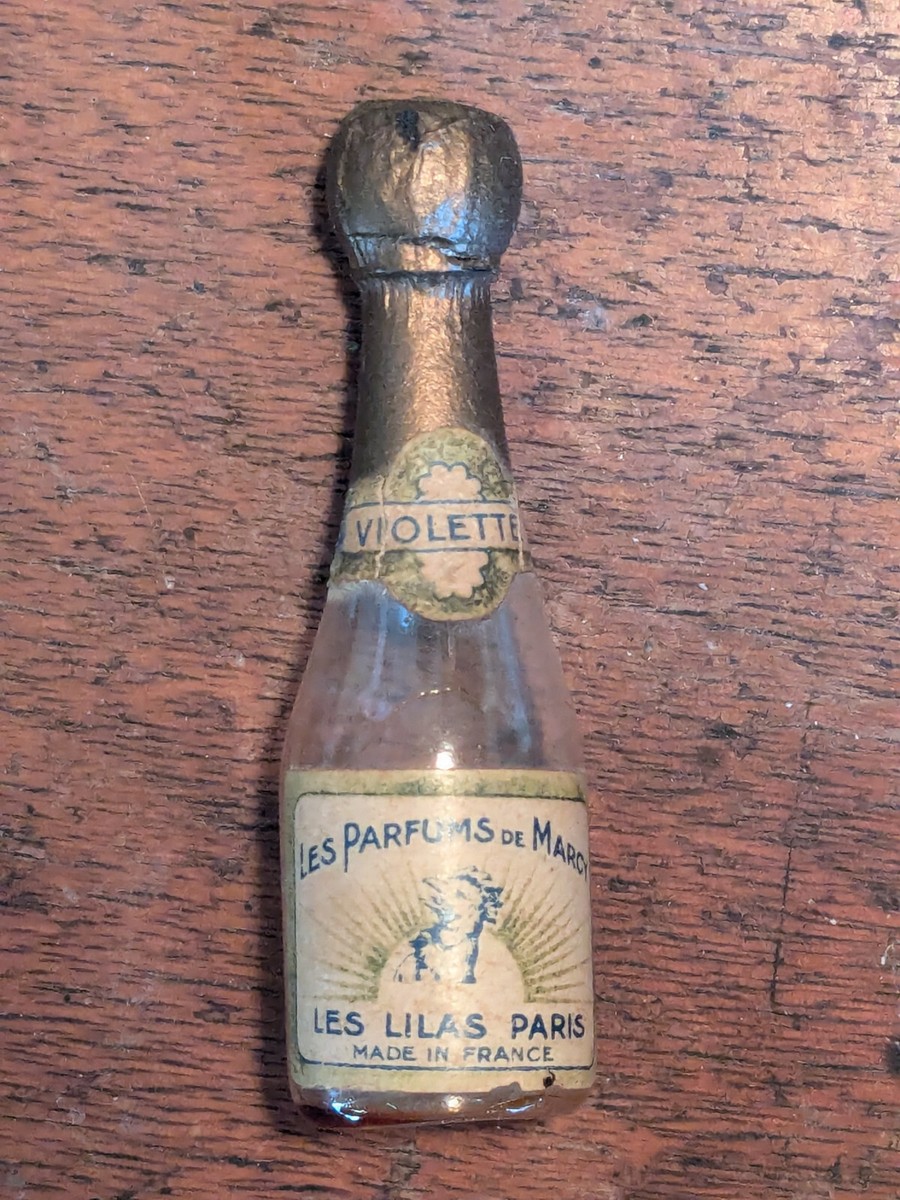 VIOLETTE
LES PARFUMS DE MARCY
LES LILAS PARIS
MADE IN FRANCE